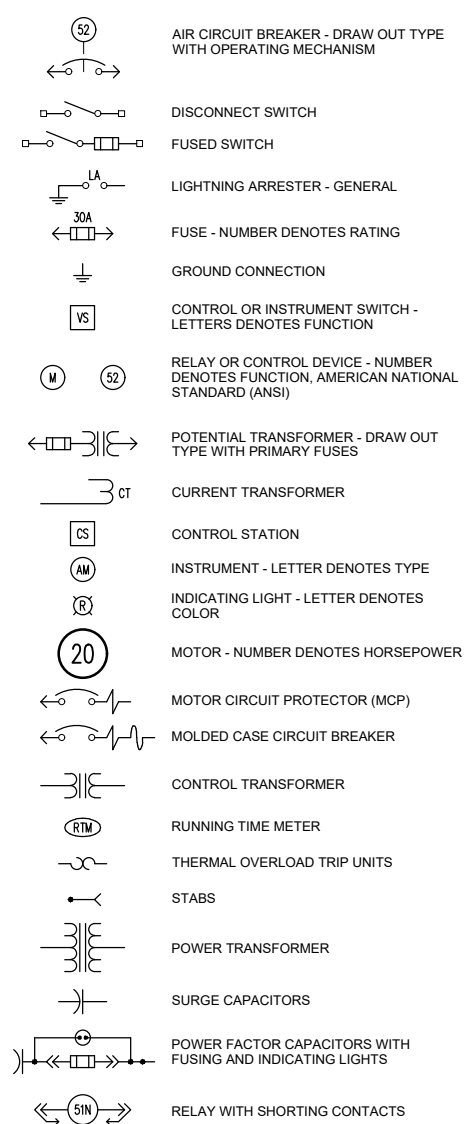 52
AIR CIRCUIT BREAKER - DRAW OUT TYPE
WITH OPERATING MECHANISM
DISCONNECT SWITCH
FUSED SWITCH
LA
LIGHTNING ARRESTER - GENERAL
30A
FUSE - NUMBER DENOTES RATING
GROUND CONNECTION
VS
CONTROL OR INSTRUMENT SWITCH -
LETTERS DENOTES FUNCTION
M 52
RELAY OR CONTROL DEVICE - NUMBER
DENOTES FUNCTION, AMERICAN NATIONAL
STANDARD (ANSI)
POTENTIAL TRANSFORMER - DRAW OUT
TYPE WITH PRIMARY FUSES
CT
CURRENT TRANSFORMER
CS
CONTROL STATION
AM
INSTRUMENT - LETTER DENOTES TYPE
R
INDICATING LIGHT - LETTER DENOTES
COLOR
20
MOTOR - NUMBER DENOTES HORSEPOWER
MOTOR CIRCUIT PROTECTOR (MCP)
MOLDED CASE CIRCUIT BREAKER
CONTROL TRANSFORMER
RTM
RUNNING TIME METER
THERMAL OVERLOAD TRIP UNITS
STABS
POWER TRANSFORMER
SURGE CAPACITORS
POWER FACTOR CAPACITORS WITH
FUSING AND INDICATING LIGHTS
51N
RELAY WITH SHORTING CONTACTS